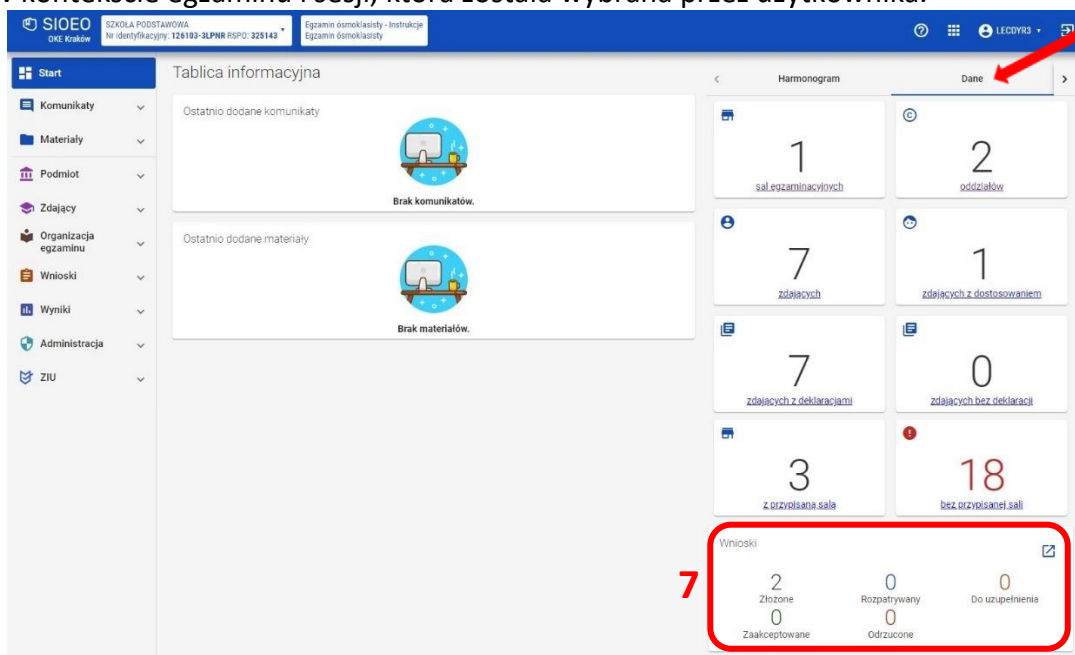 w kontekście egzaminu i sesji, która została wybrana przez użytkownika.
SIOEO
OKE Kraków
SZKOŁA PODSTAWOWA
Nr identyfikacyjny: 126103-3LPNR RSPO: 325143
Egzamin ósmoklasisty - Instrukcje
Egzamin ósmoklasisty
LECDYR3
Start
Komunikaty
Materiały
Podmiot
Zdający
Organizacja
egzaminu
Wnioski
Wyniki
Administracja
ZIU
Tablica informacyjna
Ostatnio dodane komunikaty
Brak komunikatów.
Ostatnio dodane materiały
Brak materiałów.
Harmonogram
Dane
1
sal egzaminacyjnych
2
oddziałów
7
zdających
1
zdających z dostosowaniem
7
zdających z deklaracjami
0
zdających bez deklaracji
3
z przypisaną salą
18
bez przypisanej sali
7
Wnioski
2
Złożone
0
Rozpatrywany
0
Do uzupełnienia
0
Zaakceptowane
0
Odrzucone